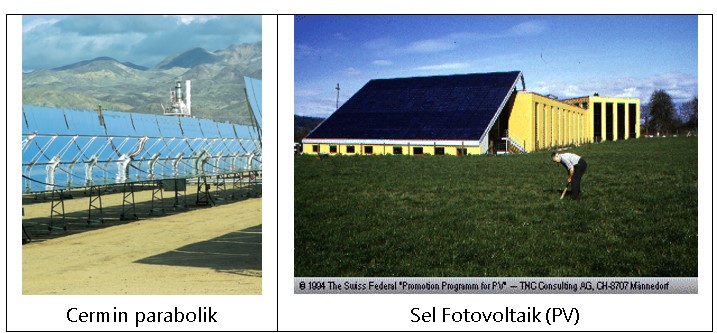 © 1994 The Swiss Federal "Promotion Programm for PV" — TNC Consulting AG, CH-8707 Männedorf
Cermin parabolik
Sel Fotovoltaik (PV)